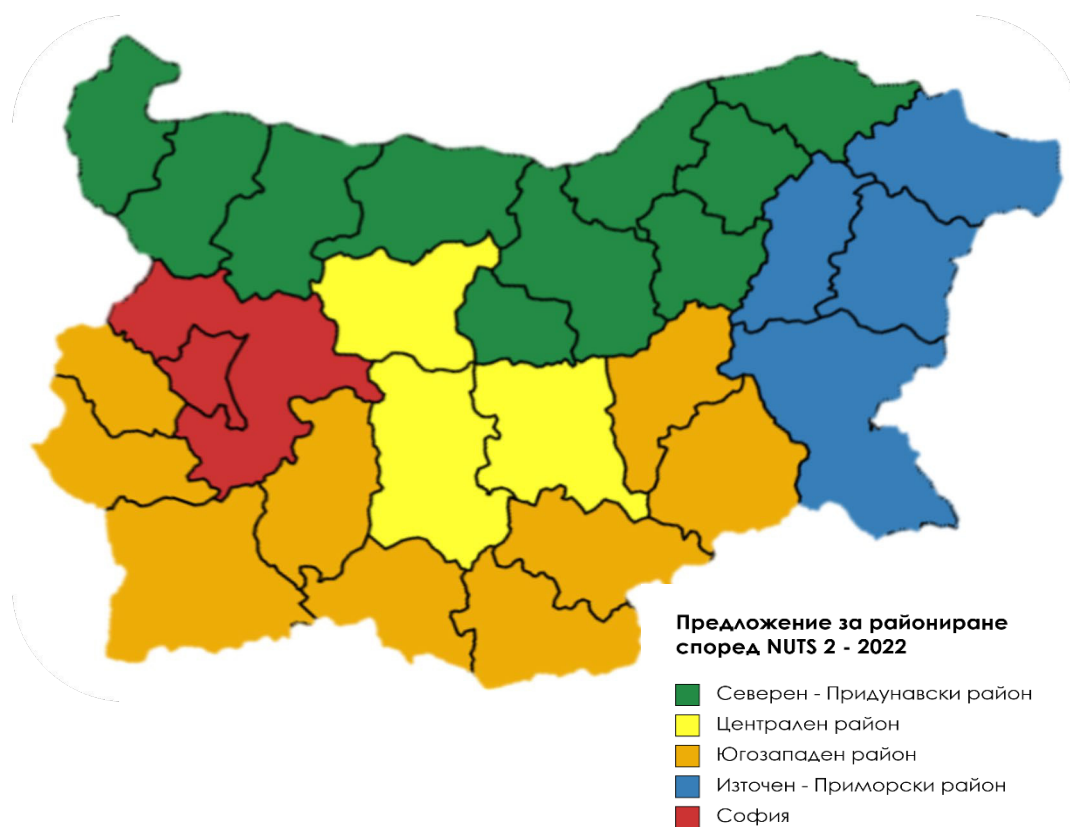 Предложение за райониране
според NUTS 2 - 2022
Северен - Придунавски район
Централен район
Югозападен район
Източен - Приморски район
София